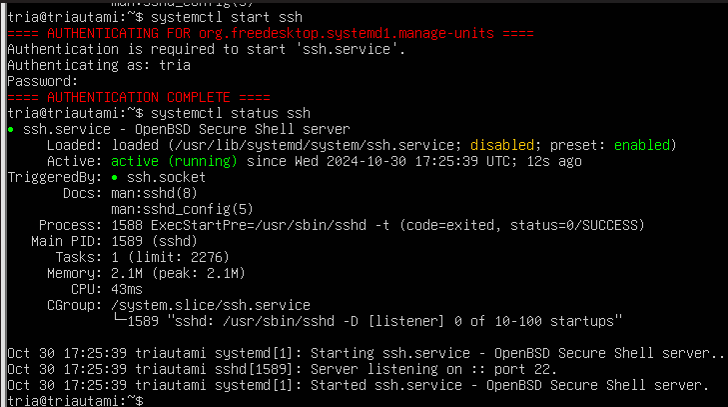 man:sshd_config(5)
tria@triautami:~$ systemctl start ssh
==== AUTHENTICATING FOR org.freedesktop.systemd1.manage-units ====
Authentication is required to start 'ssh.service'.
Authenticating as: tria
Password:
==== AUTHENTICATION COMPLETE ====
tria@triautami:~$ systemctl status ssh
● ssh.service - OpenBSD Secure Shell server
     Loaded: loaded (/usr/lib/systemd/system/ssh.service; disabled; preset: enabled)
     Active: active (running) since Wed 2024-10-30 17:25:39 UTC; 12s ago
TriggeredBy: ● ssh.socket
       Docs: man:sshd(8)
             man:sshd_config(5)
    Process: 1588 ExecStartPre=/usr/sbin/sshd -t (code=exited, status=0/SUCCESS)
   Main PID: 1589 (sshd)
      Tasks: 1 (limit: 2276)
     Memory: 2.1M (peak: 2.1M)
        CPU: 43ms
     CGroup: /system.slice/ssh.service
             └─1589 "sshd: /usr/sbin/sshd -D [listener] 0 of 10-100 startups"
Oct 30 17:25:39 triautami systemd[1]: Starting ssh.service - OpenBSD Secure Shell server...
Oct 30 17:25:39 triautami sshd[1589]: Server listening on :: port 22.
Oct 30 17:25:39 triautami systemd[1]: Started ssh.service - OpenBSD Secure Shell server.
tria@triautami:~$